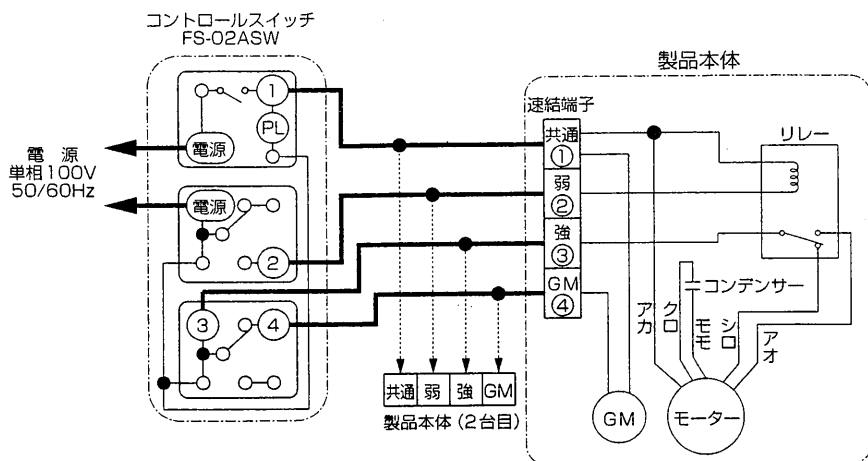 コントロールスイッチ
FS-02ASW
1
PL
電源
電源
単相100V
50/60Hz
電源
2
3
4
製品本体
速結端子
共通
①
弱
②
強
③
GM
④
リレー
コンデンサー
アカ
クロ
モモ
シロ
アオ
GM
モーター
共通 弱 強 GM
製品本体(2台目)